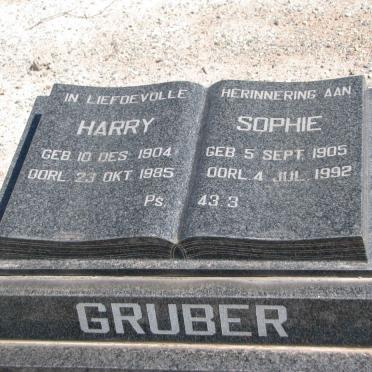 IN LIEFDEVOLLE HERINNERING AAN
HARRY
GEB. 10 DES. 1904
OORL. 23 OKT. 1985
SOPHIE
GEB. 5 SEPT. 1905
OORL. 4 JUL. 1992
Ps. 43:3
GRUBER